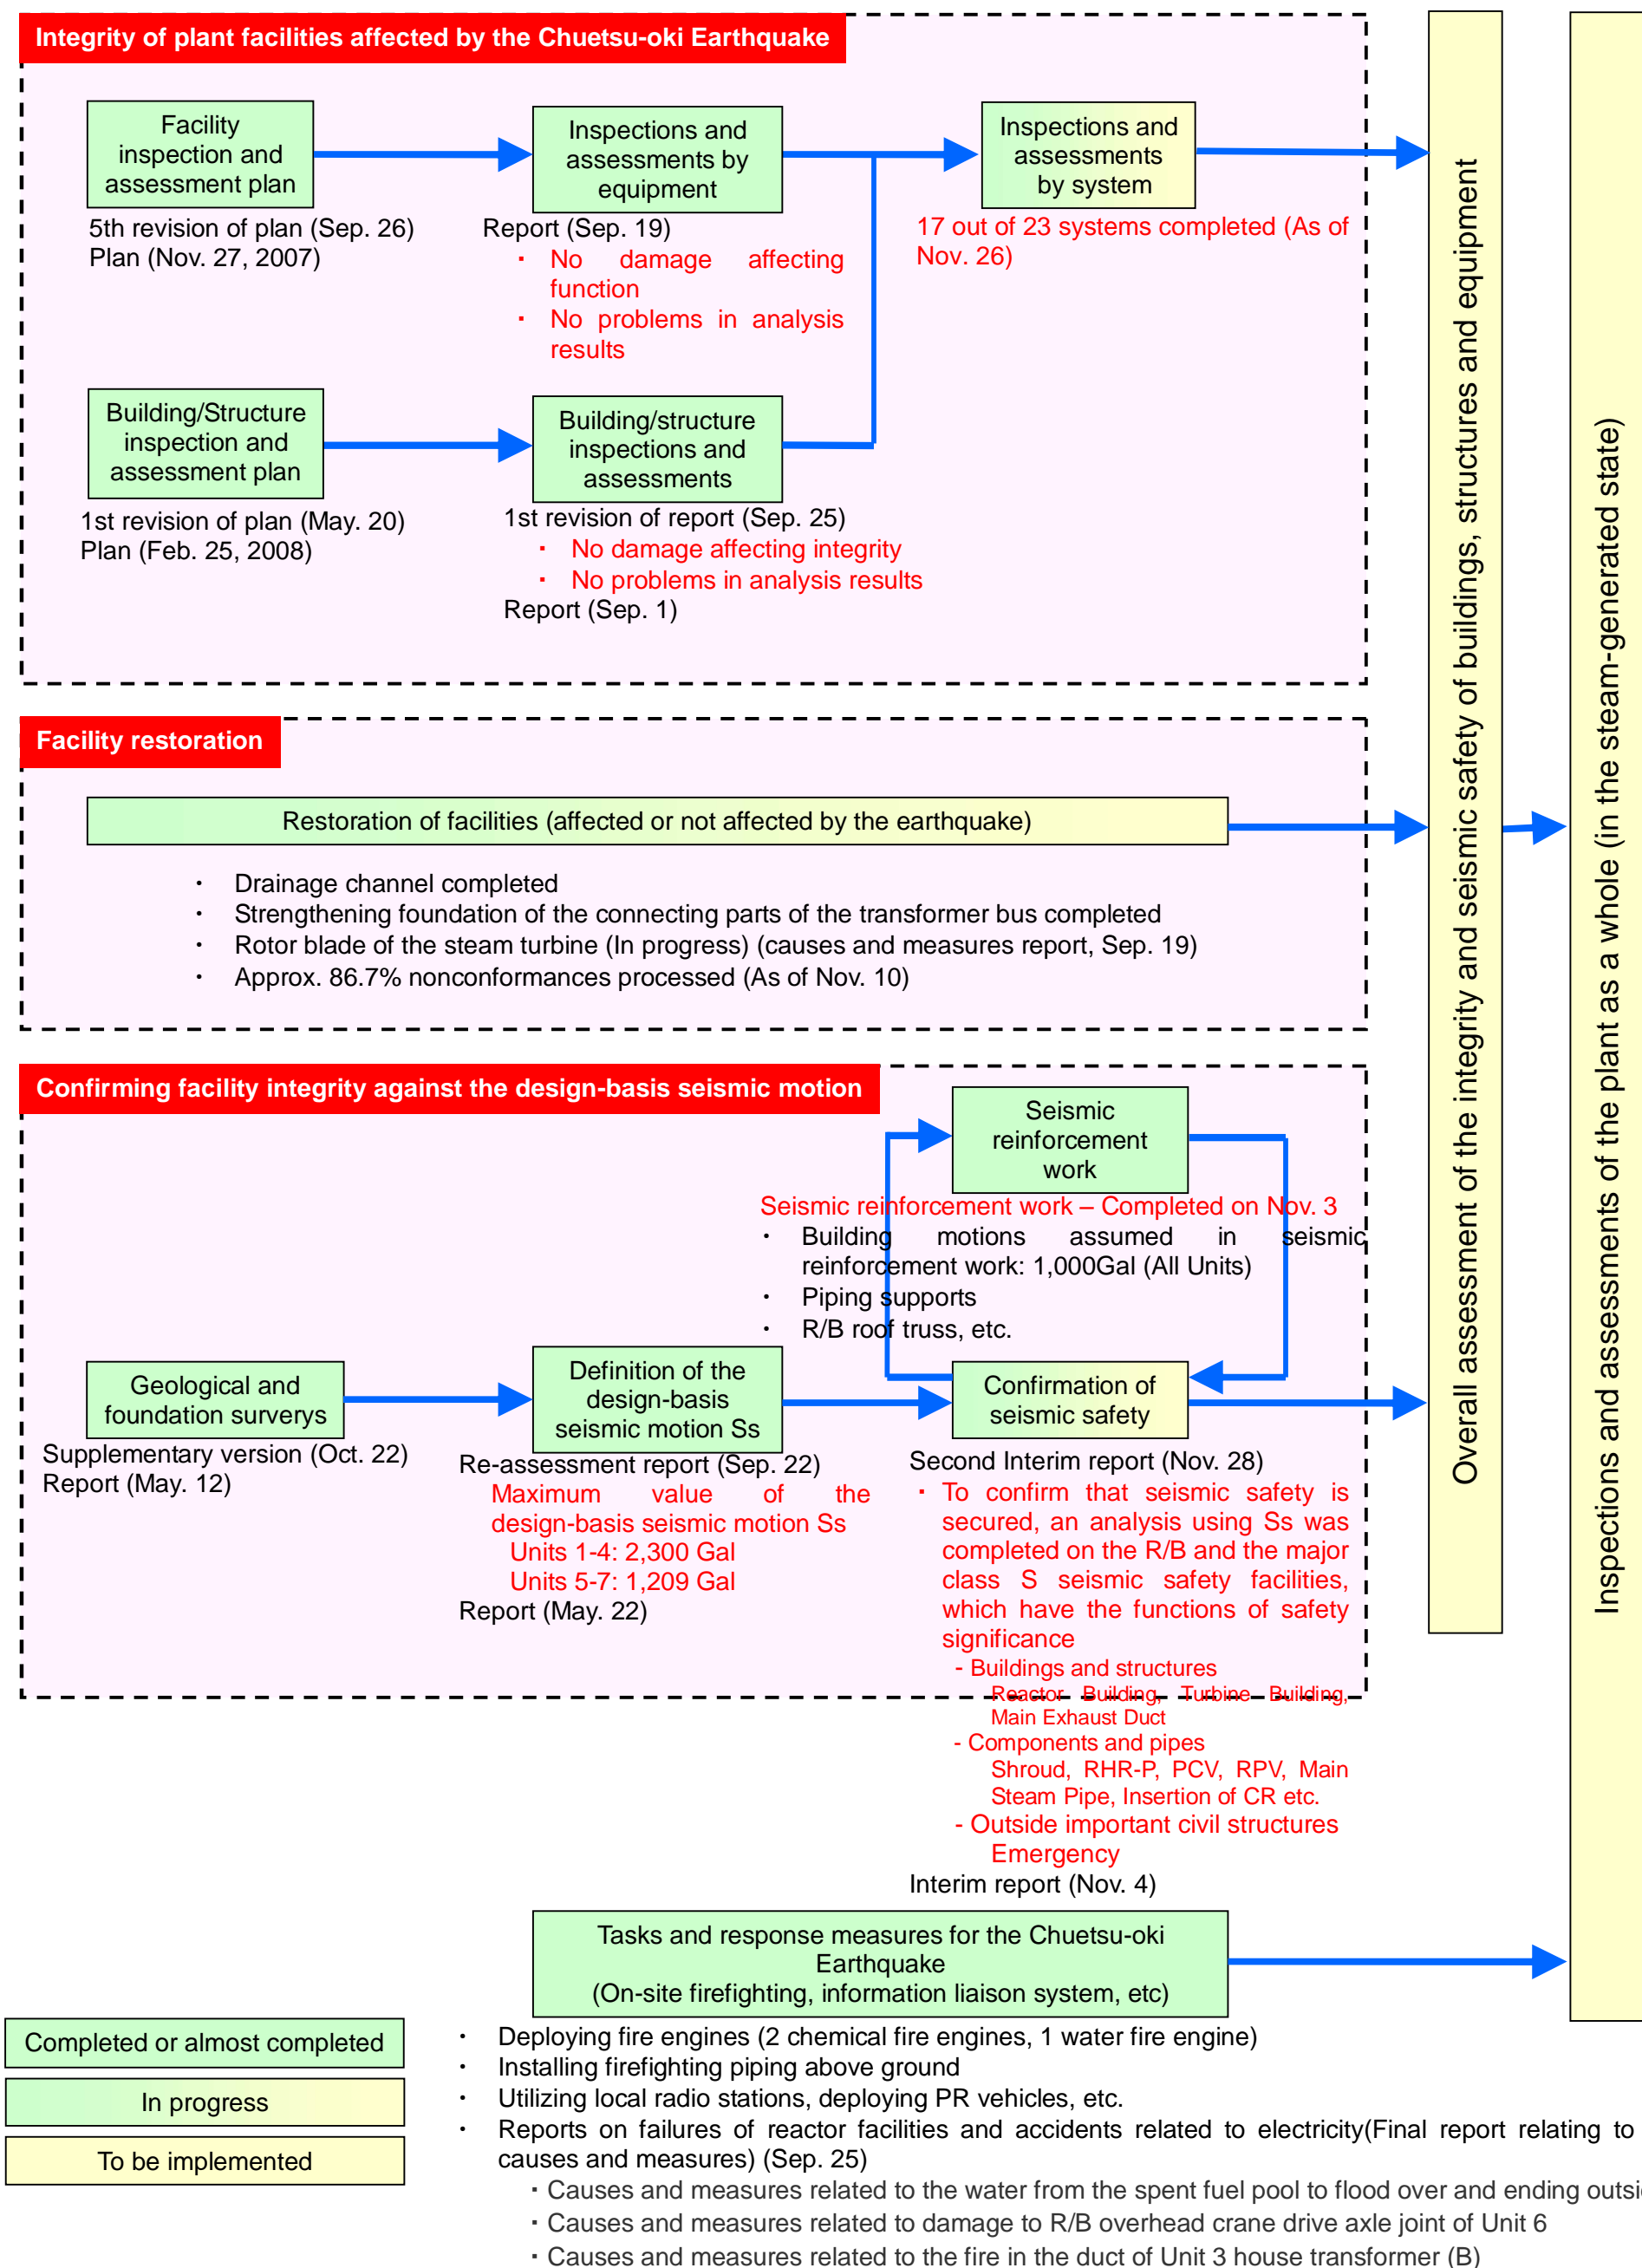 Integrity of plant facilities affected by the Chuetsu-oki Earthquake
Facility
inspection and
assessment plan
5th revision of plan (Sep. 26)
Plan (Nov. 27, 2007)
Inspections and
assessments by
equipment
Report (Sep. 19)
・ No damage affecting
function
・ No problems in analysis
results
Inspections and
assessments
by system
17 out of 23 systems completed (As of
Nov. 26)
Building/Structure
inspection and
assessment plan
1st revision of plan (May. 20)
Plan (Feb. 25, 2008)
Building/structure
inspections and
assessments
1st revision of report (Sep. 25)
・ No damage affecting integrity
・ No problems in analysis results
Report (Sep. 1)
Facility restoration
Restoration of facilities (affected or not affected by the earthquake)
・ Drainage channel completed
・ Strengthening foundation of the connecting parts of the transformer bus completed
・ Rotor blade of the steam turbine (In progress) (causes and measures report, Sep. 19)
・ Approx. 86.7% nonconformances processed (As of Nov. 10)
Confirming facility integrity against the design-basis seismic motion
Seismic
reinforcement
work
Seismic reinforcement work – Completed on Nov. 3
・ Building motions assumed in seismic
reinforcement work: 1,000Gal (All Units)
・ Piping supports
・ R/B roof truss, etc.
Geological and
foundation surverys
Supplementary version (Oct. 22)
Report (May. 12)
Definition of the
design-basis
seismic motion Ss
Re-assessment report (Sep. 22)
Maximum value of the
design-basis seismic motion Ss
Units 1-4: 2,300 Gal
Units 5-7: 1,209 Gal
Report (May. 22)
Confirmation of
seismic safety
Second Interim report (Nov. 28)
・ To confirm that seismic safety is
secured, an analysis using Ss was
completed on the R/B and the major
class S seismic safety facilities,
which have the functions of safety
significance
- Buildings and structures
Reactor Building, Turbine Building,
Main Exhaust Duct
- Components and pipes
Shroud, RHR-P, PCV, RPV, Main
Steam Pipe, Insertion of CR etc.
- Outside important civil structures
Emergency
Interim report (Nov. 4)
Overall assessment of the integrity and seismic safety of buildings, structures and equipment
Inspections and assessments of the plant as a whole (in the steam-generated state)
Tasks and response measures for the Chuetsu-oki
Earthquake
(On-site firefighting, information liaison system, etc)
・ Deploying fire engines (2 chemical fire engines, 1 water fire engine)
・ Installing firefighting piping above ground
・ Utilizing local radio stations, deploying PR vehicles, etc.
・ Reports on failures of reactor facilities and accidents related to electricity(Final report relating to
causes and measures) (Sep. 25)
・Causes and measures related to the water from the spent fuel pool to flood over and ending
・Causes and measures related to damage to R/B overhead crane drive axle joint of Unit 6
・Causes and measures related to the fire in the duct of Unit 3 house transformer (B)
Completed or almost completed
In progress
To be implemented